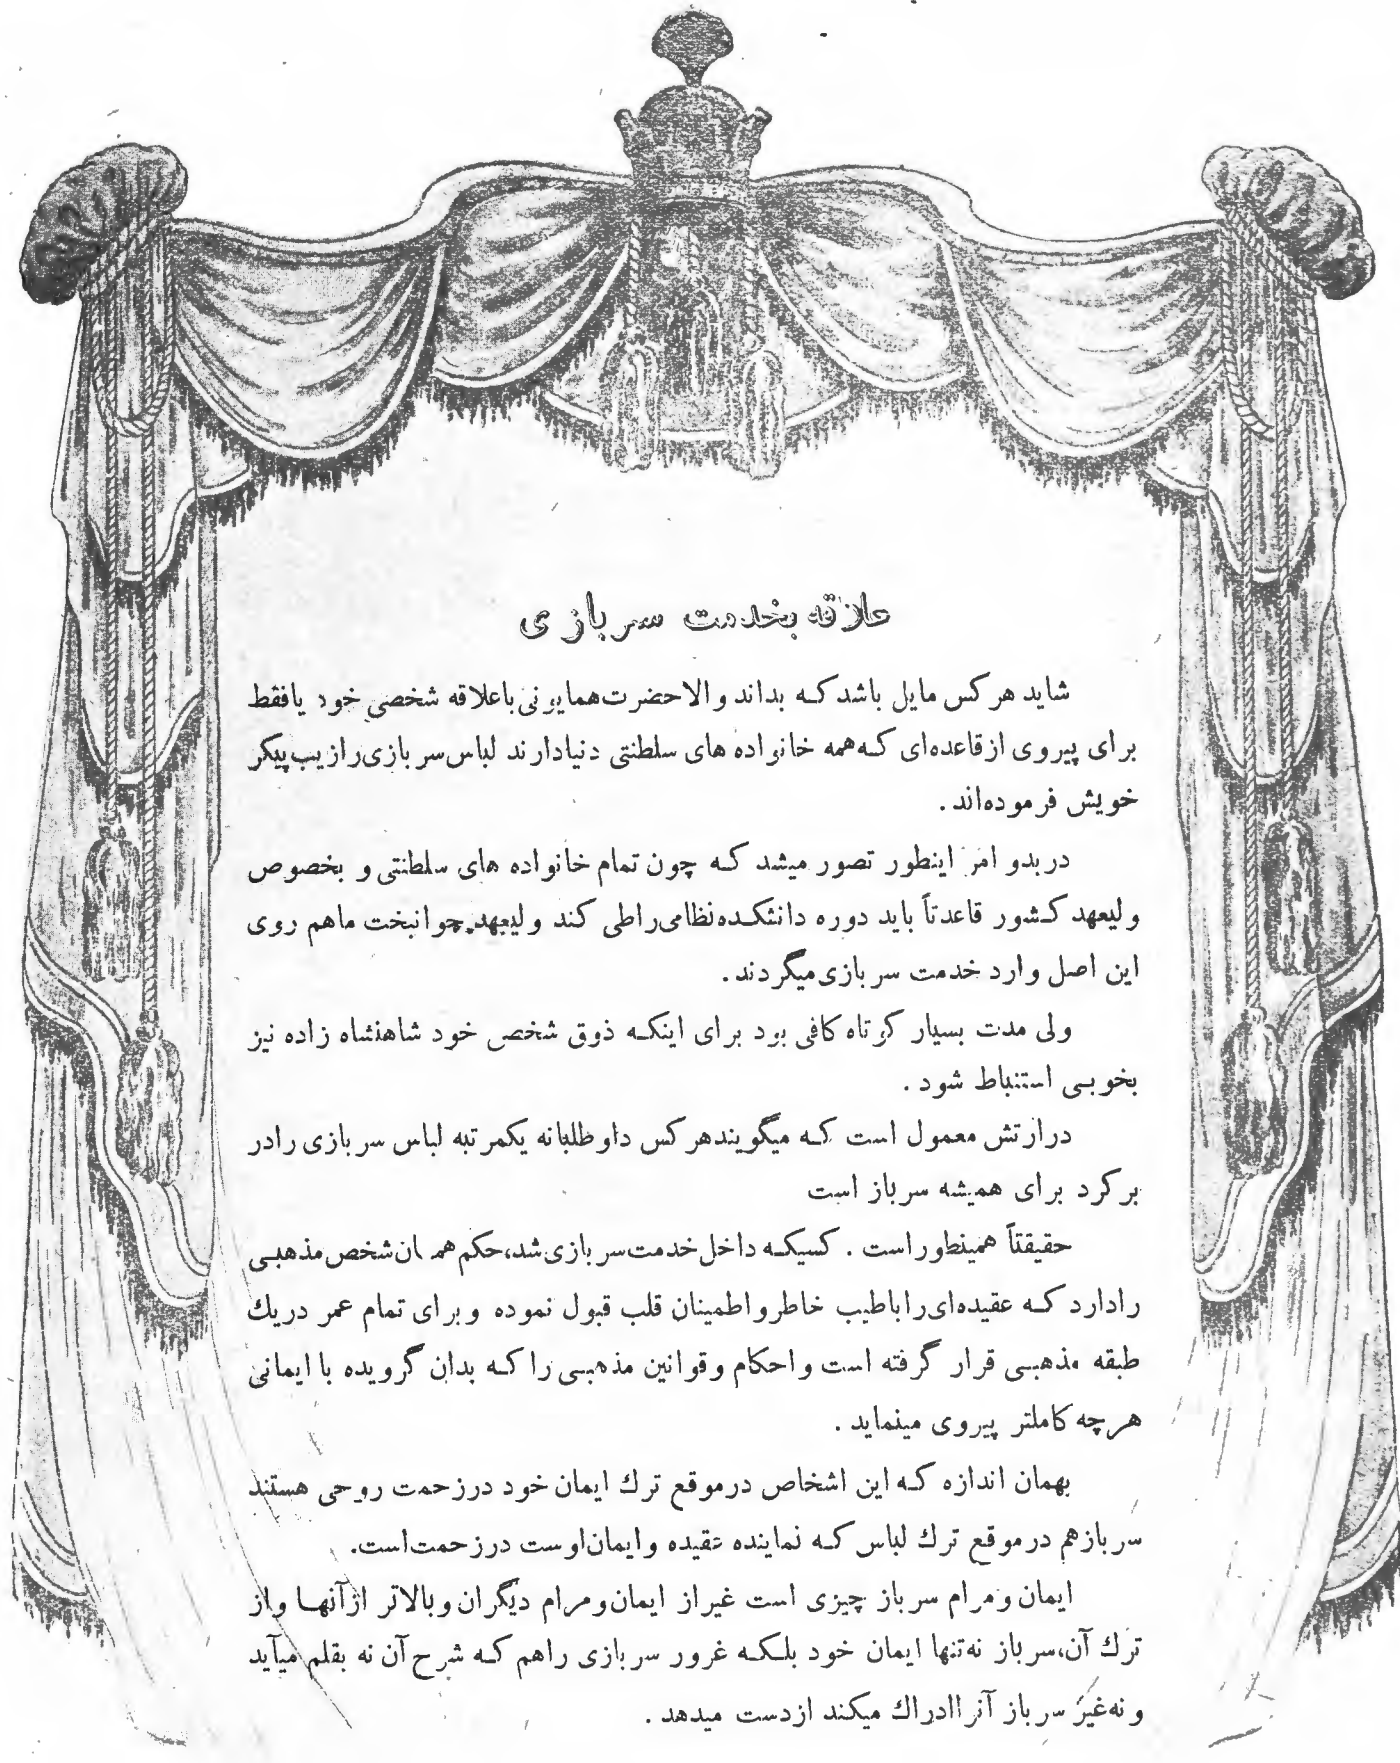 علاقه بخدمت سربازی
شاید هرکس مایل باشد که بداند والاحضرت همایونی باعلاقه شخصی خود یافقط
برای پیروی ازقاعده‌ای که همه خانواده های سلطنتی دنیادارند لباس سربازی رازیب پیکر
خویش فرموده‌اند .
دربدو امر اینطور تصور میشد که چون تمام خانواده های سلطنتی و بخصوص
ولیعهد کشور قاعدتاً باید دوره دانشکده نظامی راطی کند ولیعهد جوانبخت ماهم روی
این اصل وارد خدمت سربازی میگردند .
ولی مدت بسیار کوتاه کافی بود برای اینکه ذوق شخصی خود شاهنشاه زاده نیز
بخوبی استنباط شود .
درارتش معمول است که میگویندهرکس داوطلبانه یکمرتبه لباس سربازی رادر
برکرد برای همیشه سرباز است
حقیقتاً همینطوراست . کسیکه داخل خدمت سربازی شد،حکم همان شخص مذهبی
رادارد که عقیده‌ای راباطیب خاطرواطمینان قلب قبول نموده وبرای تمام عمر دریك
طبقه مذهبی قرار گرفته است واحکام وقوانین مذهبی را که بدان گرویده با ایمانی
هرچه کاملتر پیروی مینماید .
بهمان اندازه که این اشخاص درموقع ترك ایمان خود درزحمت روحی هستند
سربازهم درموقع ترك لباس که نماینده عقیده وایمان اوست درزحمت است.
ایمان ومرام سرباز چیزی است غیراز ایمان ومرام دیگران وبالاتر ازآنها واز
ترك آن،سرباز نه تنها ایمان خود بلکه غرور سربازی راهم که شرح آن نه بقلم میآید
ونه غیر سرباز آنراادراك میکند ازدست میدهد .